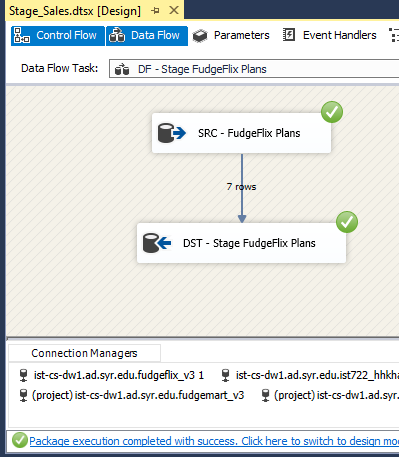 Stage_Sales.dtsx [Design]
Control Flow Data Flow Parameters Event Handlers
Data Flow Task: DF - Stage FudgeFlix Plans
SRC - FudgeFlix Plans
7 rows
DST - Stage FudgeFlix Plans
Connection Managers
ist-cs-dw1.ad.syr.edu.fudgeflix_v3 1 ist-cs-dw1.ad.syr.edu.ist722_hhkha
(project) ist-cs-dw1.ad.syr.edu.fudgemart_v3 (project) ist-cs-dw1.ad.syr.ed
Package execution completed with success. Click here to switch to design mo